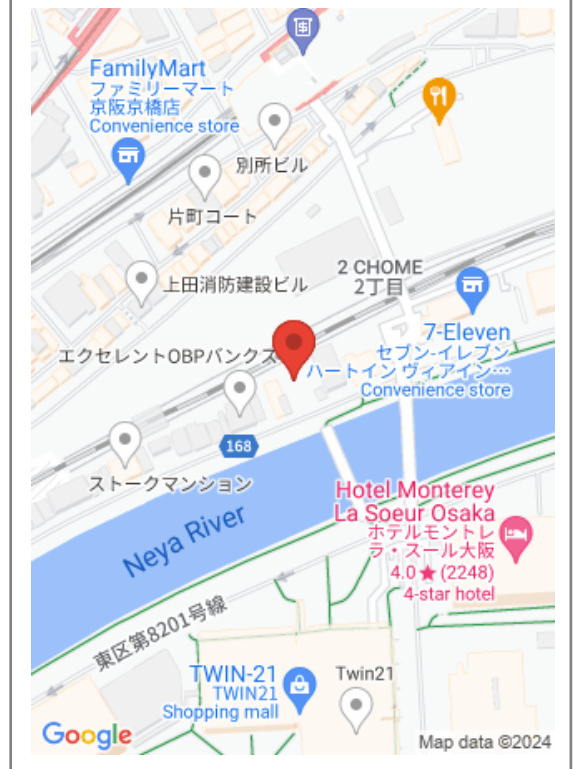 FamilyMart
ファミリーマート
京阪京橋店
Convenience store
別所ビル
片町コート
2 CHOME
2丁目
上田消防建設ビル
7-Eleven
セブン-イレブン
ハートイン ヴィアイン…
Convenience store
エクセレントOBPバンクス
168
ストークマンション
Neya River
Hotel Monterey
La Soeur Osaka
ホテルモントレ
ラ・スール大阪
4.0★(2248)
4-star hotel
東区第8201号線
TWIN-21
TWIN21
Shopping mall
Twin21
Google
Map data ©2024